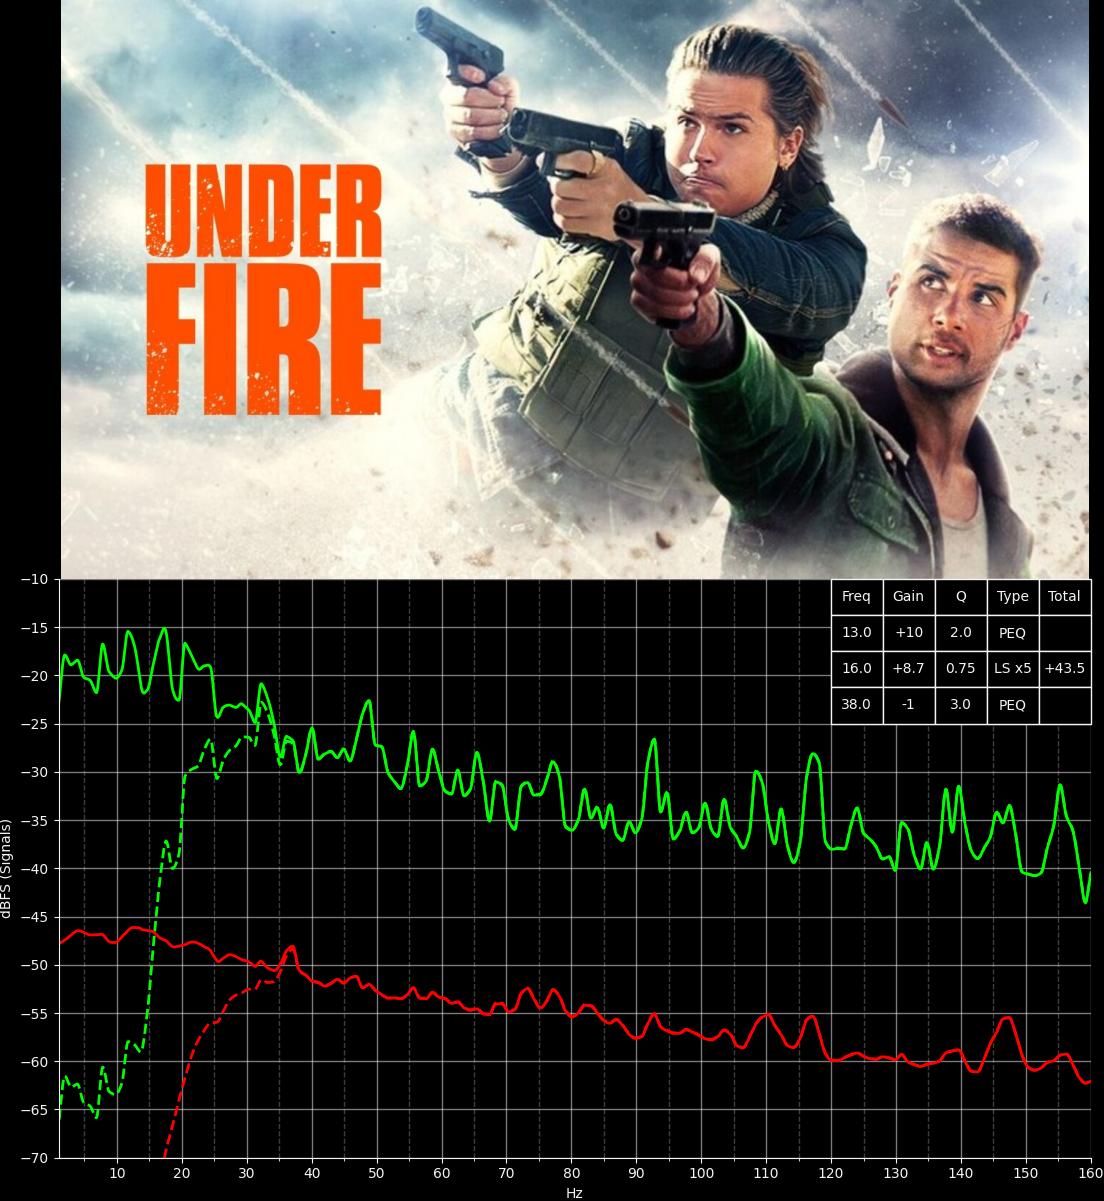 UNDER
FIRE
Freq Gain Q Type Total
13.0 +10 2.0 PEQ
16.0 +8.7 0.75 LS x5 +43.5
38.0 -1 3.0 PEQ
−10
−15
−20
−25
−30
−35
−40
−45
−50
−55
−60
−65
−70
dBFS (Signals)
10 20 30 40 50 60 70 80 90 100 110 120 130 140 150 160
Hz